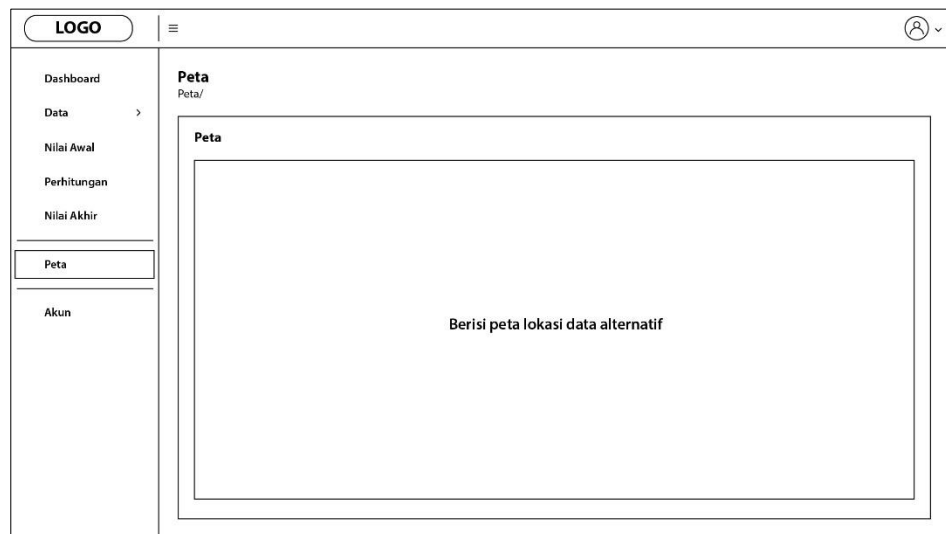 LOGO
Dashboard
Data
Nilai Awal
Perhitungan
Nilai Akhir
Peta
Akun
Peta
Peta/
Peta
Berisi peta lokasi data alternatif